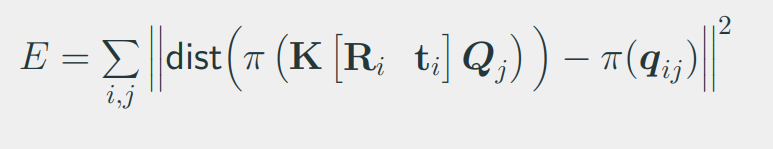 E = ∑_{i,j} ‖dist(π(K [R_i t_i] Q_j)) − π(q_{ij})‖²